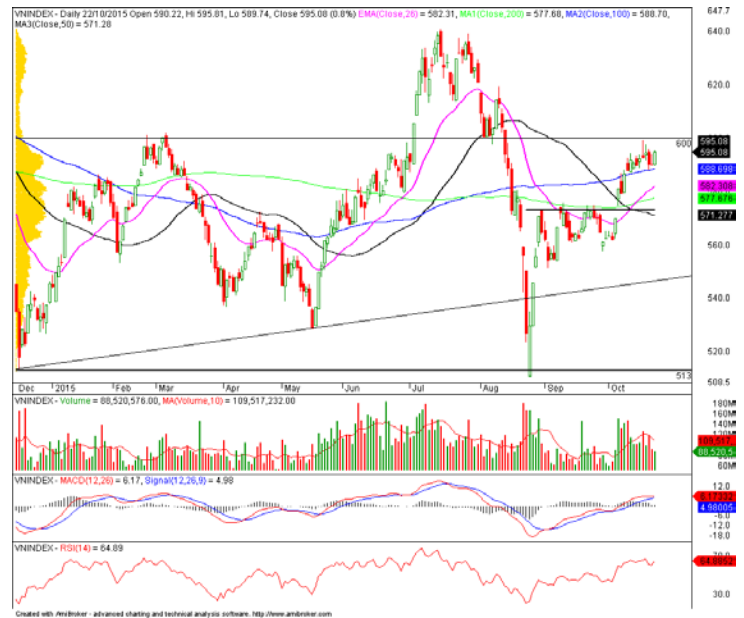 VNINDEX - Daily 22/10/2015 Open 590.22, Hi 595.81, Lo 589.74, Close 595.08 (0.8%) EMA(Close,26) = 582.31, MA1(Close,200) = 577.68, MA2(Close,100) = 588.70,
MA3(Close,50) = 571.28
647.7
640.0
620.0
600
595.08
595.08
588.698
582.308
577.676
571.277
560.0
540.0
520.0
513
508.5
Dec 2015 Feb Mar Apr May Jun Jul Aug Sep Oct
VNINDEX - Volume = 88,520,576.00, MA(Volume,10) = 109,517,232.00
180M
160M
140M
120M
109,517,
88,520,5
60M
VNINDEX - MACD(12,26) = 6.17, Signal(12,26,9) = 4.98
12.0
4.98005
-6.0
-12.0
-18.0
VNINDEX - RSI(14) = 64.89
30.0
Created with AmiBroker - advanced charting and technical analysis software. http://www.amibroker.com